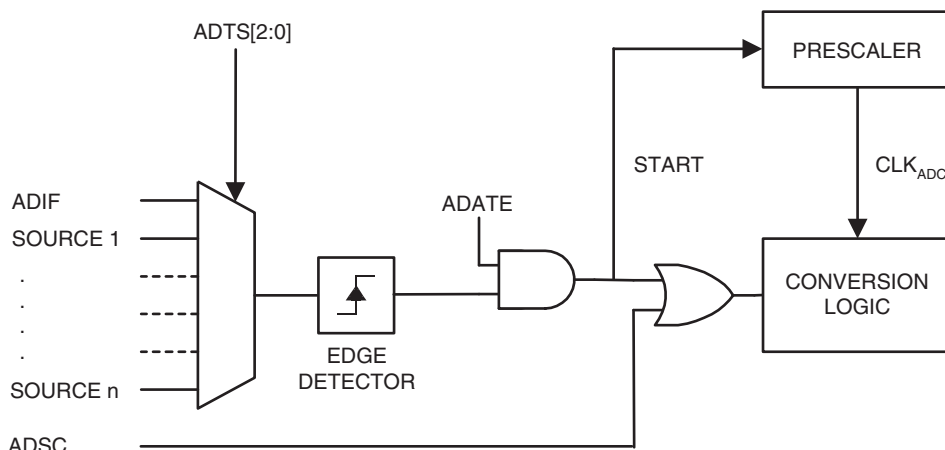 ADTS[2:0]
PRESCALER
START
CLKADC
ADIF
ADATE
SOURCE 1
.
.
.
.
CONVERSION
LOGIC
EDGE
DETECTOR
SOURCE n
ADSC